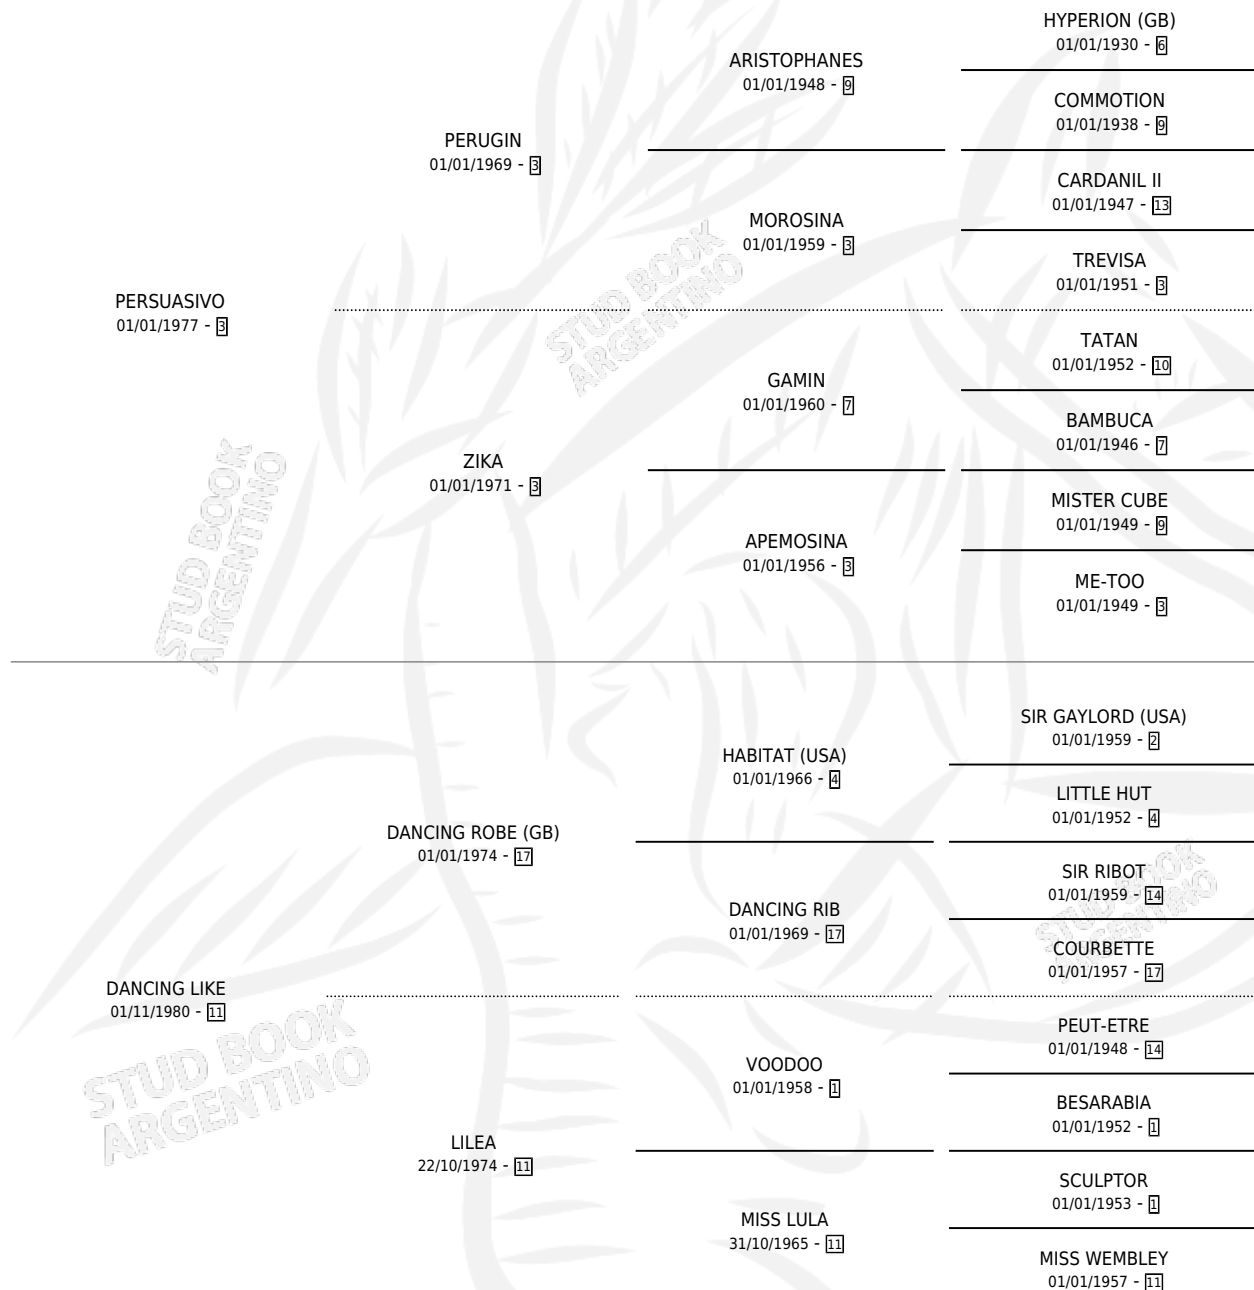 HYPERION (GB)
01/01/1930 - 6
ARISTOPHANES
01/01/1948 - 9
COMMOTION
01/01/1938 - 9
PERUGIN
01/01/1969 - 3
CARDANIL II
01/01/1947 - 13
MOROSINA
01/01/1959 - 3
TREVISA
01/01/1951 - 3
PERSUASIVO
01/01/1977 - 3
TATAN
01/01/1952 - 10
GAMIN
01/01/1960 - 7
BAMBUCA
01/01/1946 - 7
ZIKA
01/01/1971 - 3
MISTER CUBE
01/01/1949 - 9
APEMOSINA
01/01/1956 - 3
ME-TOO
01/01/1949 - 3
STUD BOOK
ARGENTINO
STUD BOOK
ARGENTINO
SIR GAYLORD (USA)
01/01/1959 - 2
HABITAT (USA)
01/01/1966 - 4
LITTLE HUT
01/01/1952 - 4
DANCING ROBE (GB)
01/01/1974 - 17
SIR RIBOT
01/01/1959 - 14
DANCING RIB
01/01/1969 - 17
COURBETTE
01/01/1957 - 17
DANCING LIKE
01/11/1980 - 11
PEUT-ETRE
01/01/1948 - 14
VOODOO
01/01/1958 - 1
BESARABIA
01/01/1952 - 1
LILEA
22/10/1974 - 11
SCULPTOR
01/01/1953 - 1
MISS LULA
31/10/1965 - 11
MISS WEMBLEY
01/01/1957 - 11
STUD BOOK
ARGENTINO
STUD BOOK
ARGENTINO